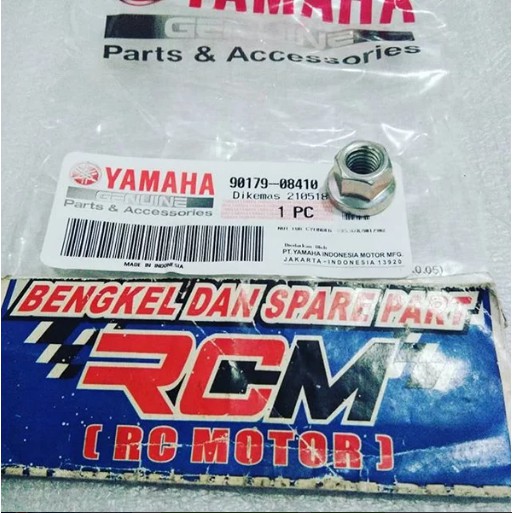 YAMAHA
GENUINE
Parts & Accessories
YAMAHA
GENUINE
Parts & Accessories
90179-08410
Dikemas 210518
1 PC
MADE IN INDONESIA
PT. YAMAHA INDONESIA MOTOR MFG.
JAKARTA-INDONESIA 13920
BENGKEL DAN SPARE PART
RCM
( RC MOTOR )